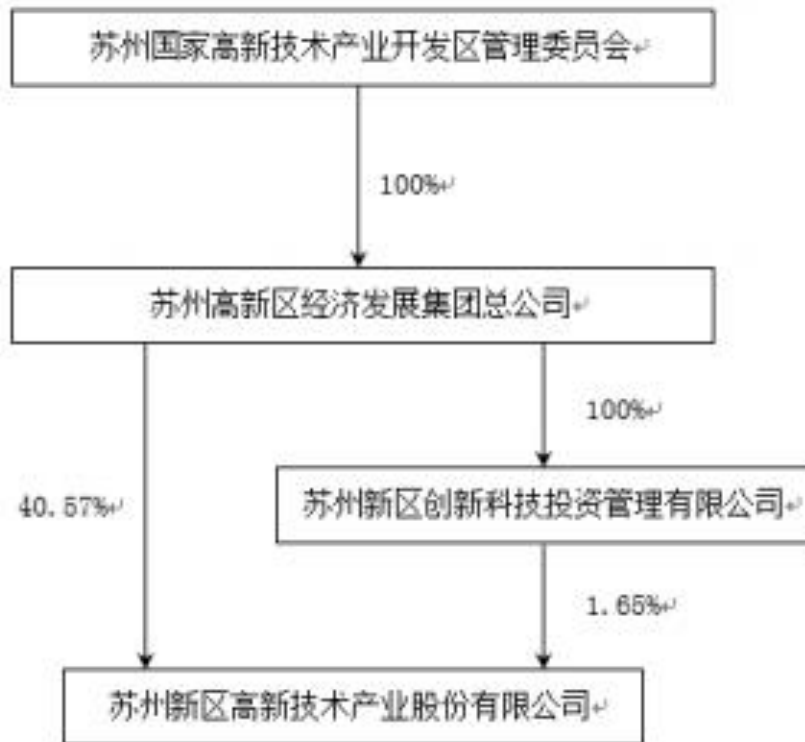 苏州国家高新技术产业开发区管理委员会
100%
苏州高新区经济发展集团总公司
100%
40.57%
苏州新区创新科技投资管理有限公司
1.65%
苏州新区高新技术产业股份有限公司